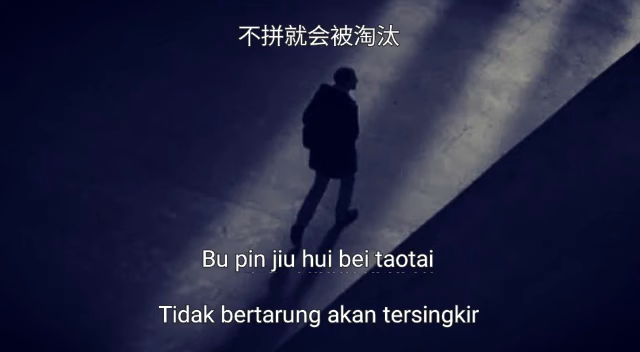 不拼就会被淘汰
Bu pin jiu hui bei taotai
Tidak bertarung akan tersingkir